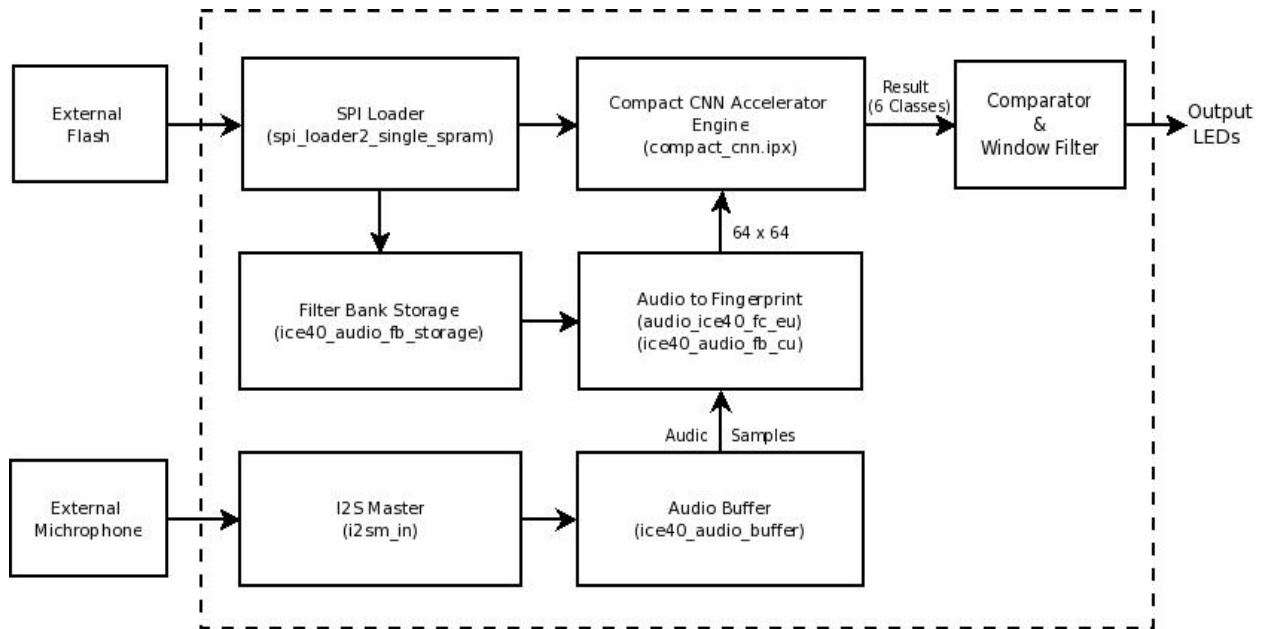 External
Flash
SPI Loader
(spi_loader2_single_spram)
Compact CNN Accelerator
Engine
(compact_cnn.ipx)
Result
(6 Classes)
Comparator
&
Window Filter
Output
LEDs
64 x 64
Filter Bank Storage
(ice40_audio_fb_storage)
Audio to Fingerprint
(audio_ice40_fc_eu)
(ice40_audio_fb_cu)
Audic Samples
External
Michrophone
I2S Master
(i2sm_in)
Audio Buffer
(ice40_audio_buffer)